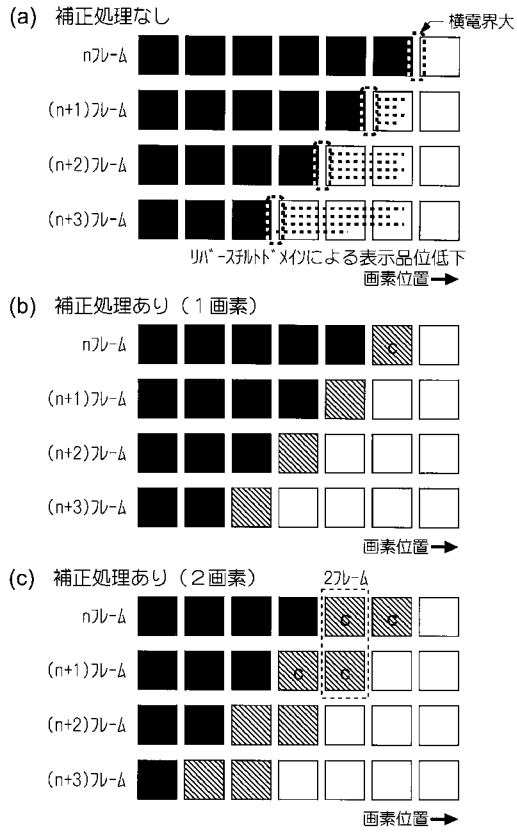 (a) 補正処理なし
横電界大
nフレーム
(n+1)フレーム
(n+2)フレーム
(n+3)フレーム
リバースチルトドメインによる表示品位低下
画素位置
(b) 補正処理あり（1画素）
nフレーム
C
(n+1)フレーム
(n+2)フレーム
(n+3)フレーム
画素位置
(c) 補正処理あり（2画素）
2フレーム
nフレーム
C C
(n+1)フレーム
C C
(n+2)フレーム
(n+3)フレーム
画素位置